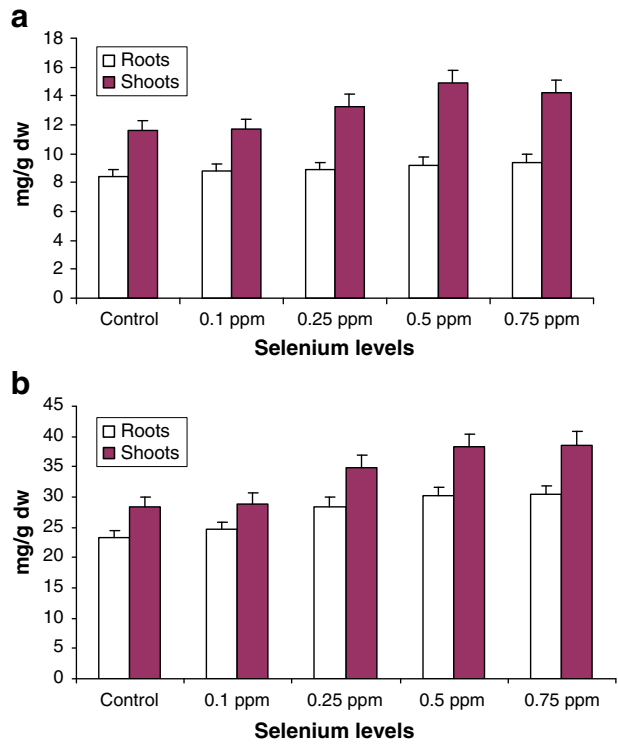 a
18
16
14
12
10
8
6
4
2
0
mg/g dw
Roots
Shoots
Control 0.1 ppm 0.25 ppm 0.5 ppm 0.75 ppm
Selenium levels
b
45
40
35
30
25
20
15
10
5
0
mg/g dw
Roots
Shoots
Control 0.1 ppm 0.25 ppm 0.5 ppm 0.75 ppm
Selenium levels